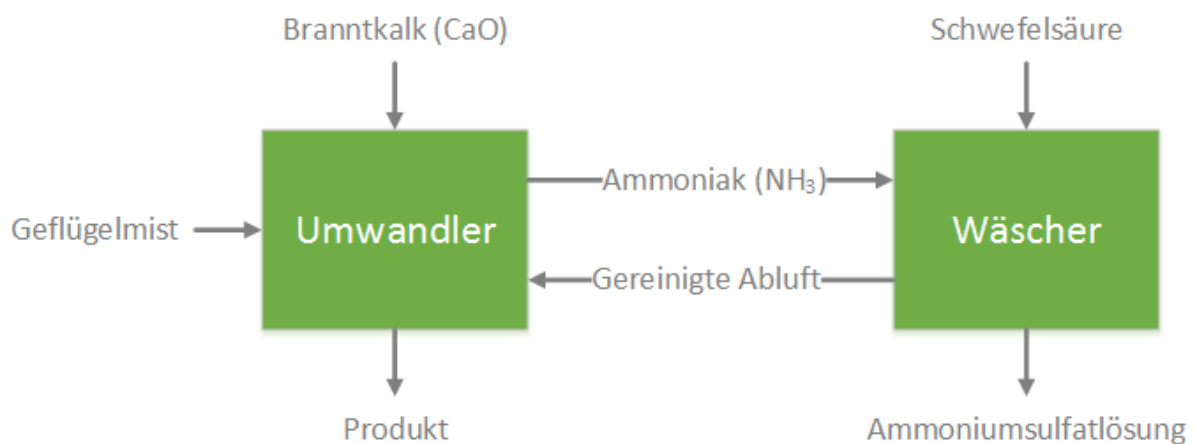 Branntkalk (CaO)
Schwefelsäure
Ammoniak (NH₃)
Geflügelmist
Umwandler
Wäscher
Gereinigte Abluft
Produkt
Ammoniumsulfatlösung